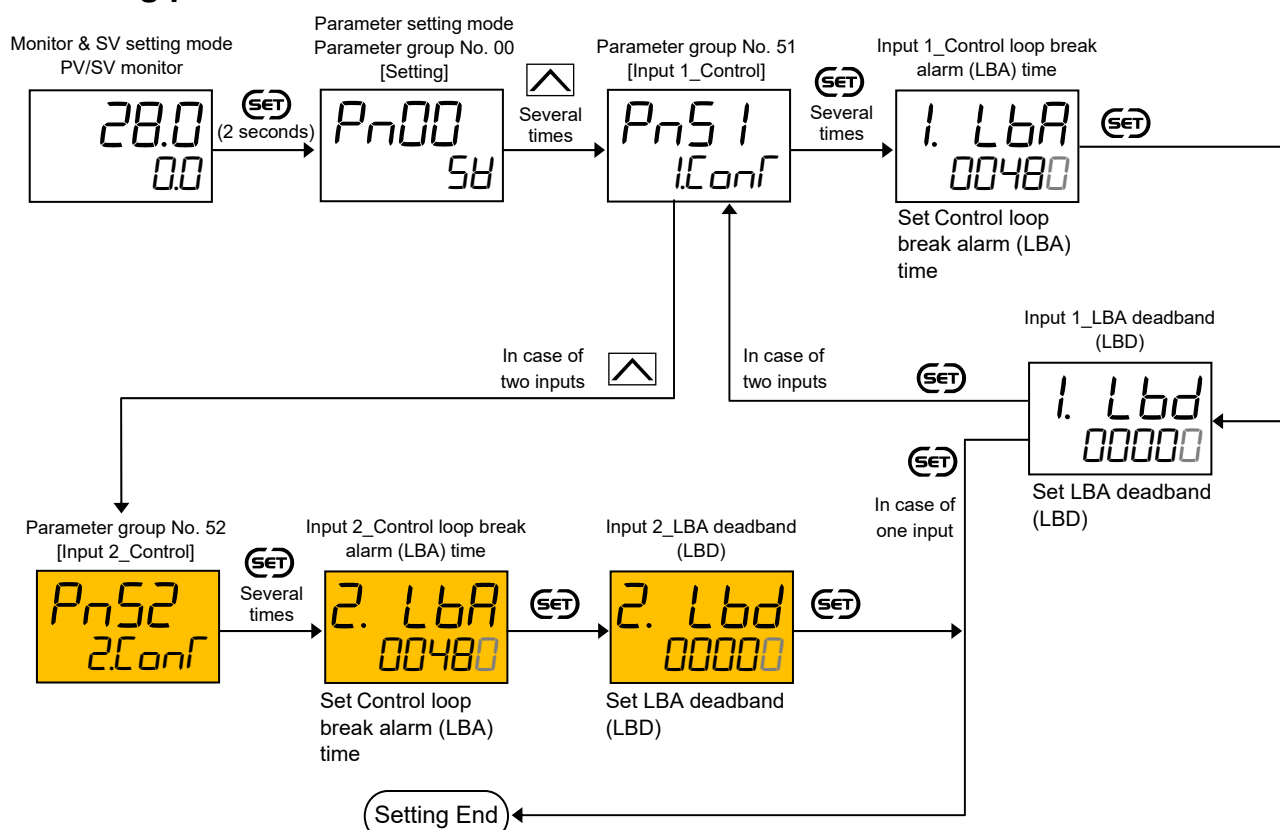 Monitor & SV setting mode
PV/SV monitor
28.0
0.0
SET
(2 seconds)
Parameter setting mode
Parameter group No. 00
[Setting]
Pn00
Several
times
Parameter group No. 51
[Input 1_Control]
Pn51
1.Cont
SET
Several
times
Input 1_Control loop break
alarm (LBA) time
1. LbA
00480
Set Control loop
break alarm (LBA)
time
SET
Input 1_LBA deadband
(LBD)
1. Lbd
00000
Set LBA deadband
(LBD)
SET
In case of
two inputs
In case of
two inputs
SET
In case of
one input
Parameter group No. 52
[Input 2_Control]
Pn52
2.Cont
SET
Several
times
Input 2_Control loop break
alarm (LBA) time
2. LbA
00480
Set Control loop
break alarm (LBA)
time
SET
Input 2_LBA deadband
(LBD)
2. Lbd
00000
Set LBA deadband
(LBD)
SET
Setting End